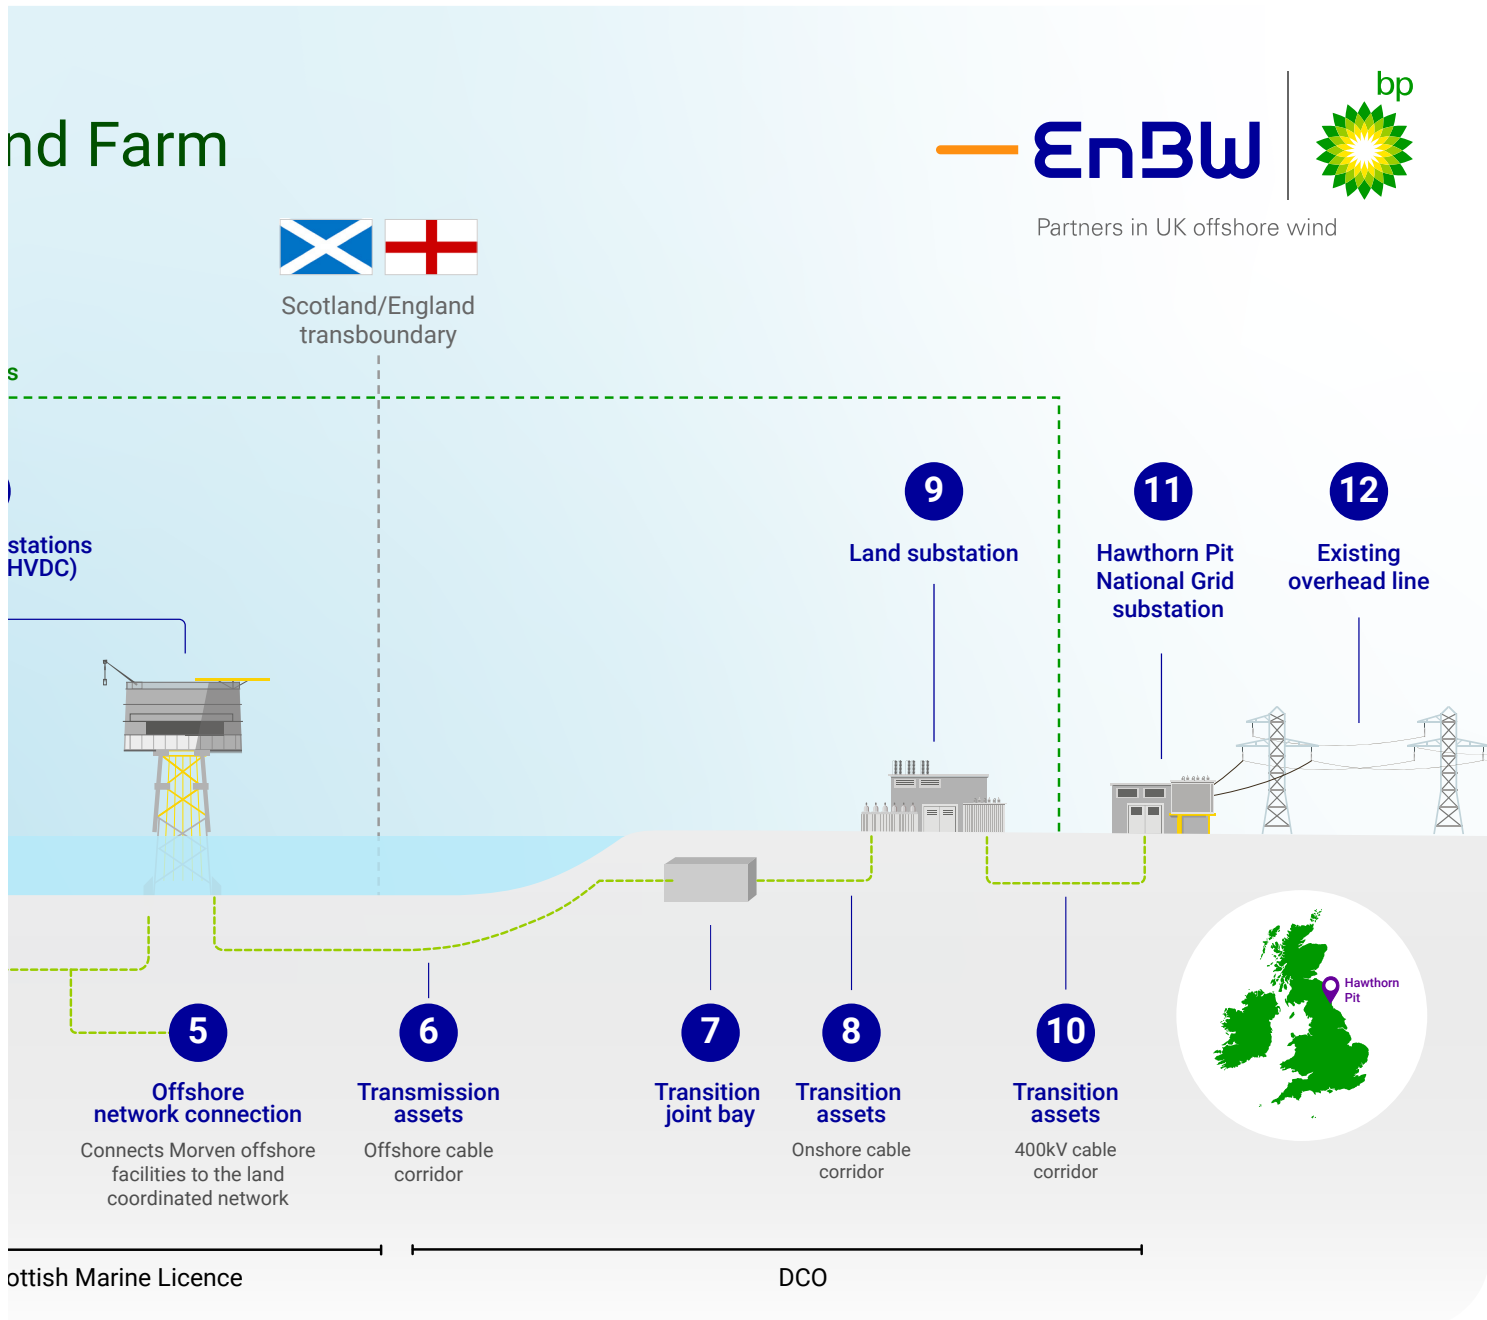 nd Farm
EnBW
bp
Partners in UK offshore wind
Scotland/England
transboundary
s
stations
HVDC)
9
Land substation
11
Hawthorn Pit
National Grid
substation
12
Existing
overhead line
5
Offshore
network connection
Connects Morven offshore
facilities to the land
coordinated network
6
Transmission
assets
Offshore cable
corridor
7
Transition
joint bay
8
Transition
assets
Onshore cable
corridor
10
Transition
assets
400kV cable
corridor
Hawthorn
Pit
ottish Marine Licence
DCO